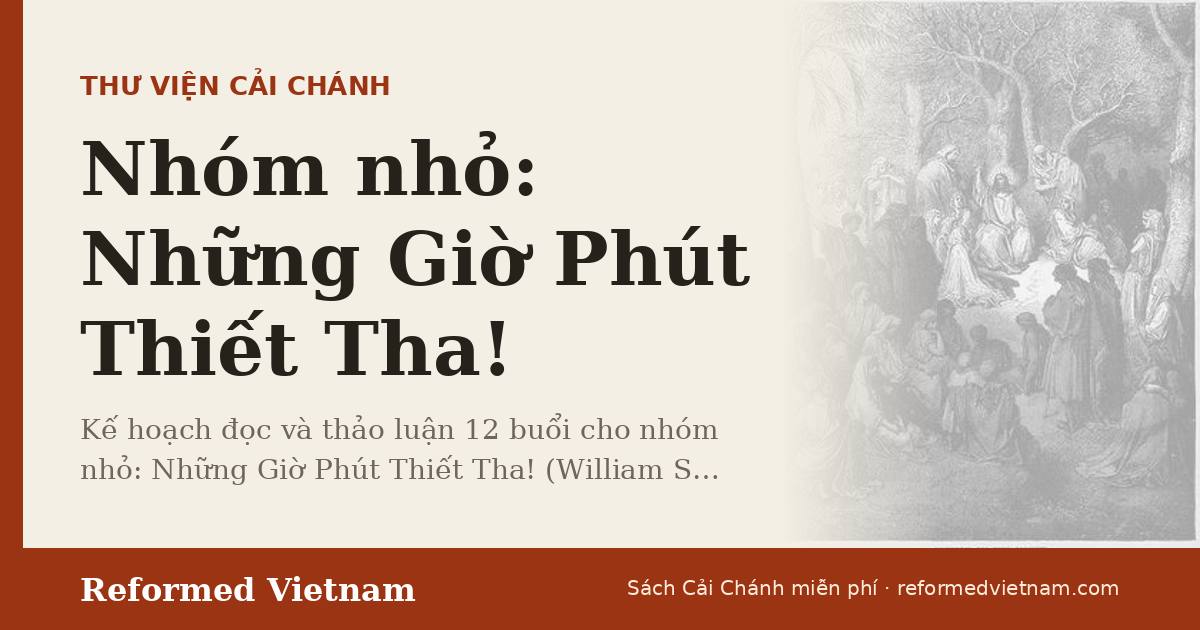 THƯ VIỆN CẢI CHÁNH
Nhóm nhỏ:
Những Giờ Phút
Thiết Tha!
Kế hoạch đọc và thảo luận 12 buổi cho nhóm
nhỏ: Những Giờ Phút Thiết Tha! (William S…
Reformed Vietnam
Sách Cải Chánh miễn phí · reformedvietnam.com